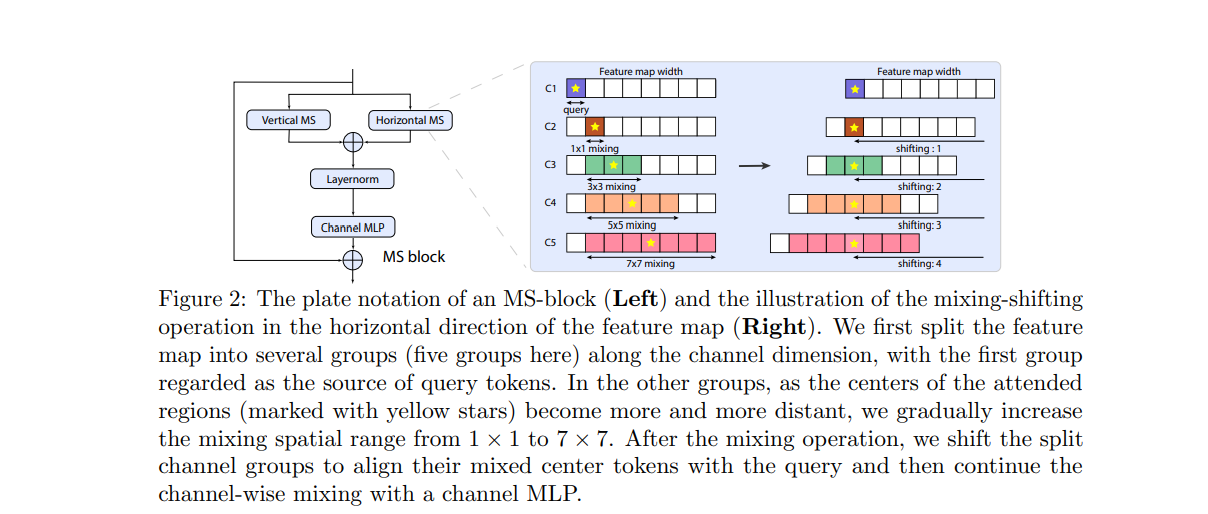 Vertical MS
Horizontal MS
Layernorm
Channel MLP
MS block
Feature map width
C1
query
C2
1x1 mixing
C3
3x3 mixing
C4
5x5 mixing
C5
7x7 mixing
Feature map width
shifting : 1
shifting: 2
shifting: 3
shifting: 4
Figure 2: The plate notation of an MS-block (Left) and the illustration of the mixing-shifting
operation in the horizontal direction of the feature map (Right). We first split the feature
map into several groups (five groups here) along the channel dimension, with the first group
regarded as the source of query tokens. In the other groups, as the centers of the attended
regions (marked with yellow stars) become more and more distant, we gradually increase
the mixing spatial range from 1 × 1 to 7 × 7. After the mixing operation, we shift the split
channel groups to align their mixed center tokens with the query and then continue the
channel-wise mixing with a channel MLP.